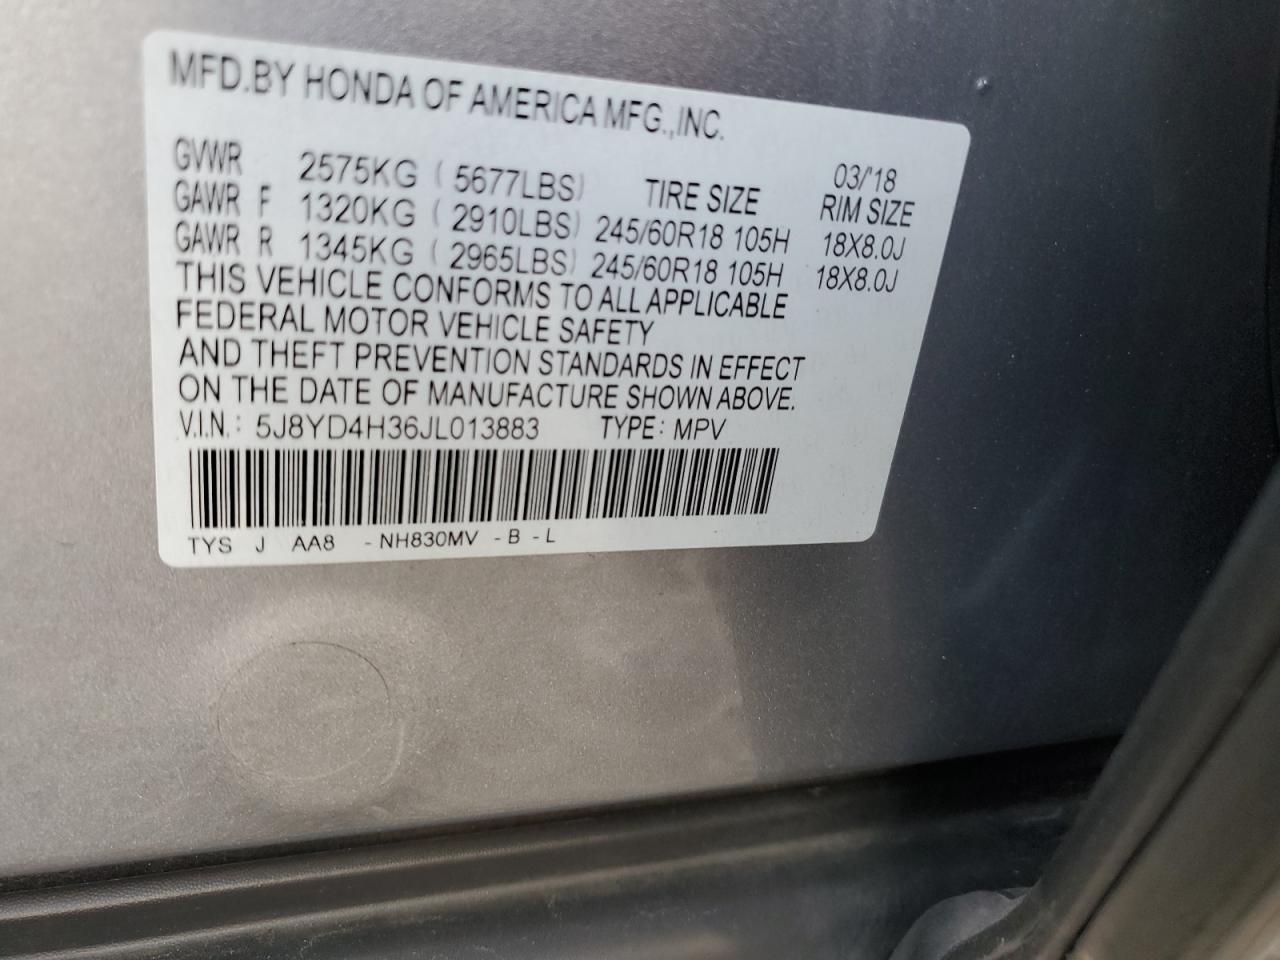 MFD.BY HONDA OF AMERICA MFG.,INC.
03/'18
GVWR 2575KG ( 5677LBS) TIRE SIZE RIM SIZE
GAWR F 1320KG ( 2910LBS) 245/60R18 105H 18X8.0J
GAWR R 1345KG ( 2965LBS) 245/60R18 105H 18X8.0J
THIS VEHICLE CONFORMS TO ALL APPLICABLE
FEDERAL MOTOR VEHICLE SAFETY
AND THEFT PREVENTION STANDARDS IN EFFECT
ON THE DATE OF MANUFACTURE SHOWN ABOVE.
V.I.N.: 5J8YD4H36JL013883 TYPE: MPV
TYS J AA8 - NH830MV - B - L